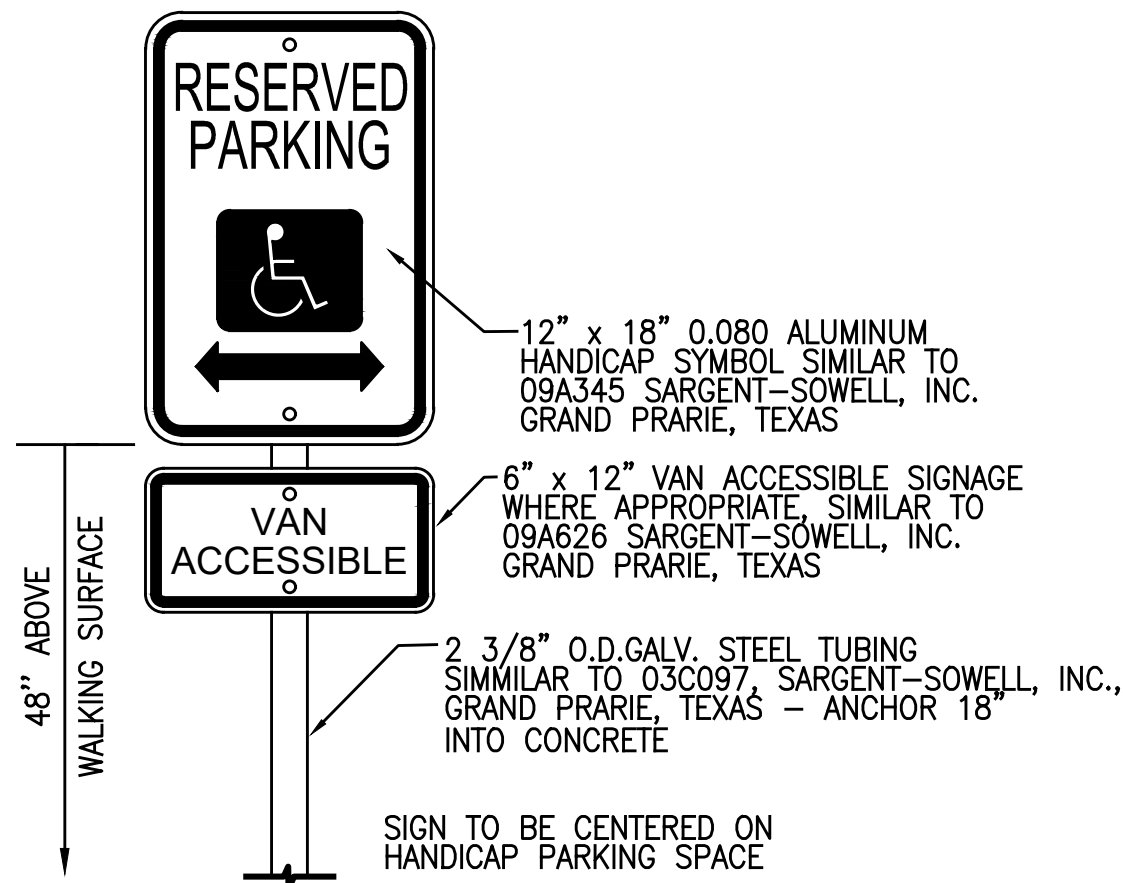 RESERVED
PARKING
12” x 18” 0.080 ALUMINUM
HANDICAP SYMBOL SIMILAR TO
09A345 SARGENT–SOWELL, INC.
GRAND PRARIE, TEXAS
VAN
ACCESSIBLE
6” x 12” VAN ACCESSIBLE SIGNAGE
WHERE APPROPRIATE, SIMILAR TO
09A626 SARGENT–SOWELL, INC.
GRAND PRARIE, TEXAS
48” ABOVE
WALKING SURFACE
2 3/8” O.D.GALV. STEEL TUBING
SIMMILAR TO 03C097, SARGENT–SOWELL, INC.,
GRAND PRARIE, TEXAS – ANCHOR 18”
INTO CONCRETE
SIGN TO BE CENTERED ON
HANDICAP PARKING SPACE